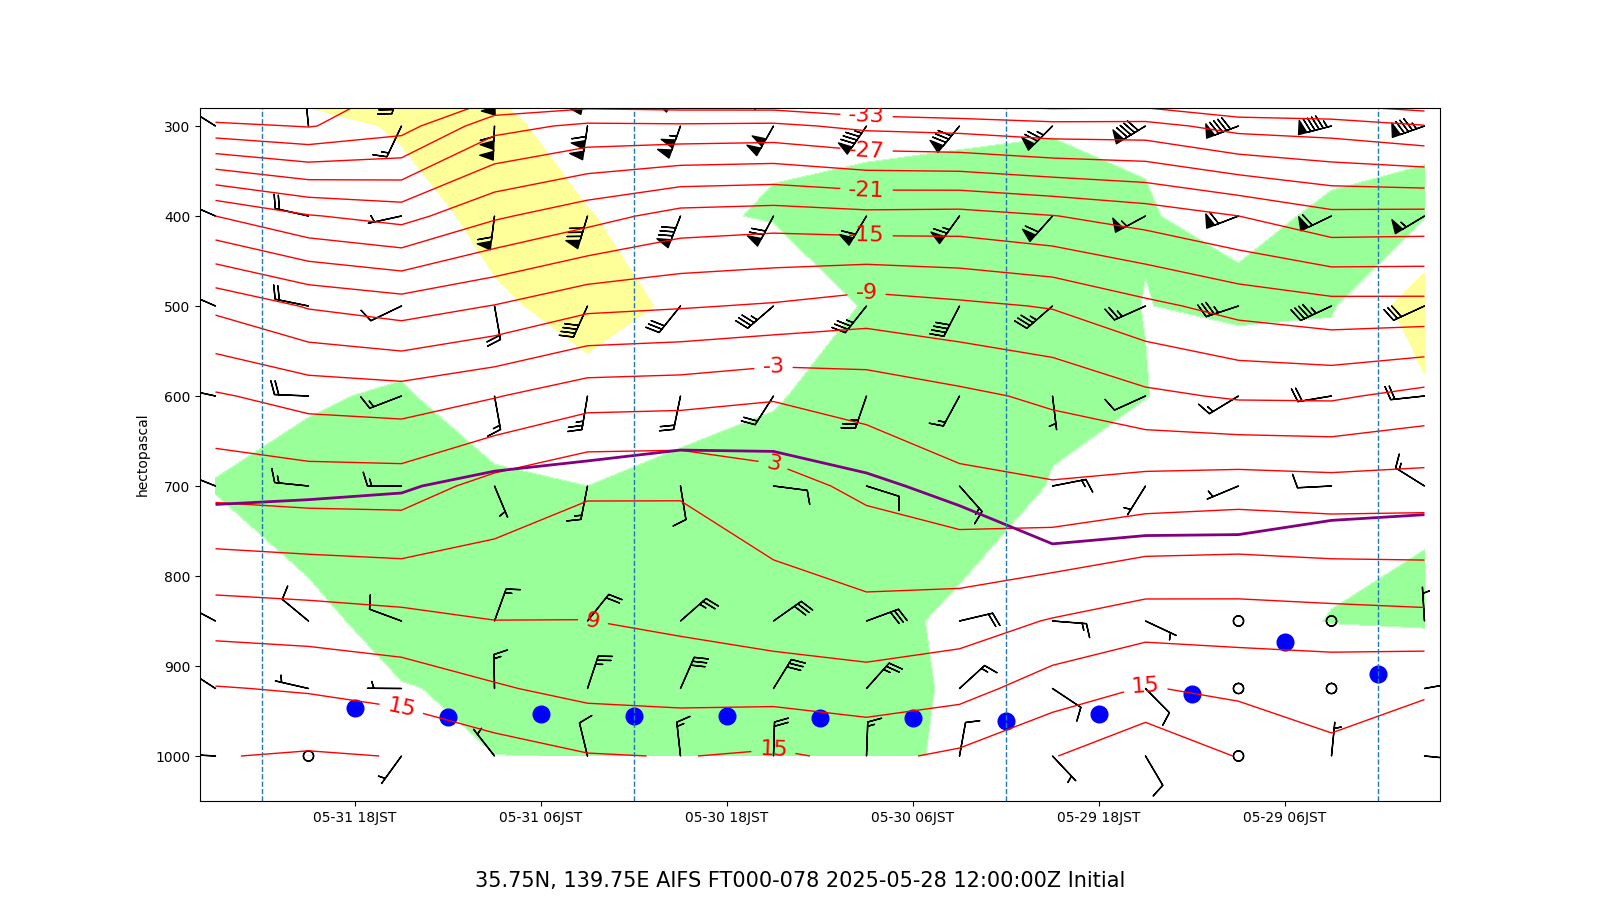 -33
300
-27
-21
400
-15
-9
500
-3
600
3
700
800
9
900
15
15
15
1000
hectopascal
05-31 18JST
05-31 06JST
05-30 18JST
05-30 06JST
05-29 18JST
05-29 06JST
35.75N, 139.75E AIFS FT000-078 2025-05-28 12:00:00Z Initial